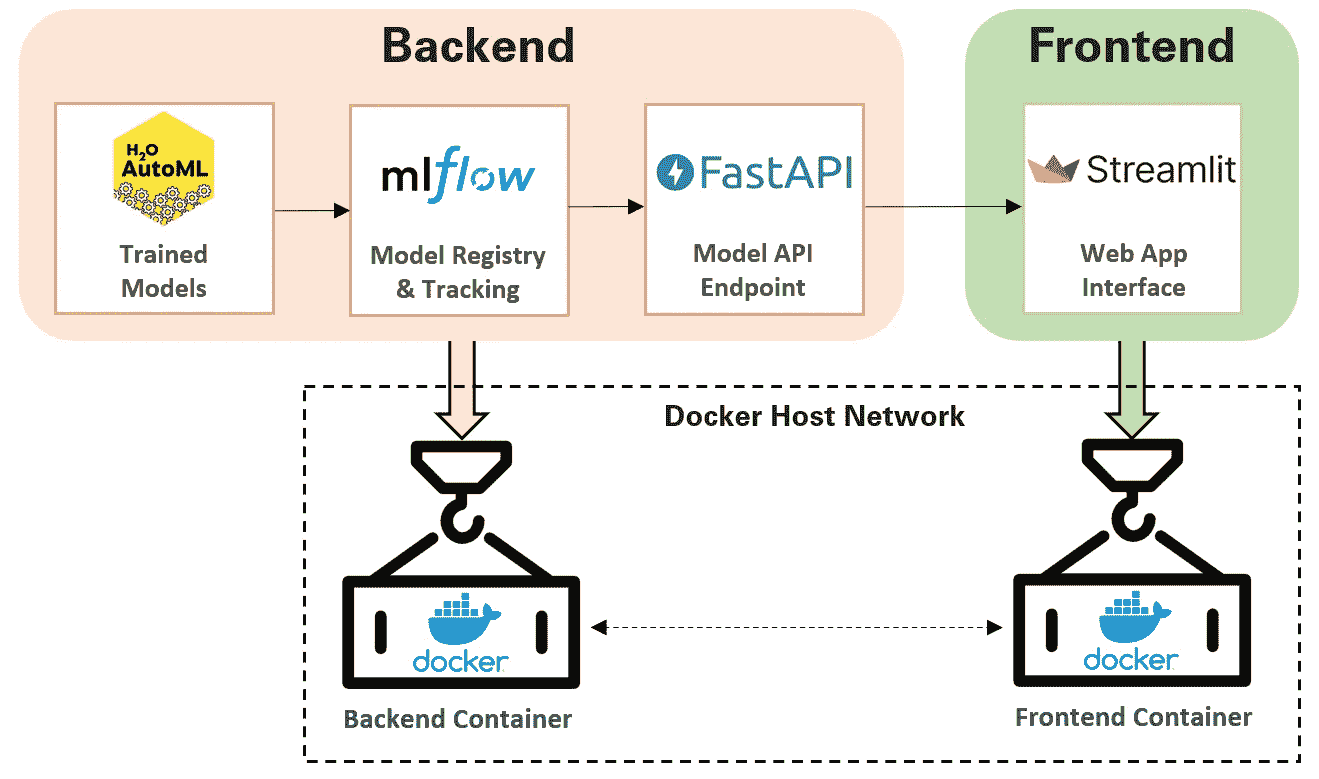 Backend
Frontend
H2O
AutoML
Trained
Models
mlflow
Model Registry
& Tracking
FastAPI
Model API
Endpoint
Streamlit
Web App
Interface
Docker Host Network
docker
Backend Container
docker
Frontend Container